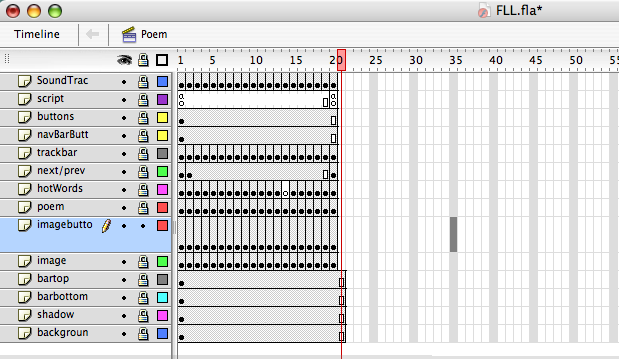 FLL.fla*
Timeline Poem
1 5 10 15 20 25 30 35 40 45 50 55
SoundTrac
script
buttons
navBarButt
trackbar
next/prev
hotWords
poem
imagebutto
image
bartop
barbottom
shadow
backgroun